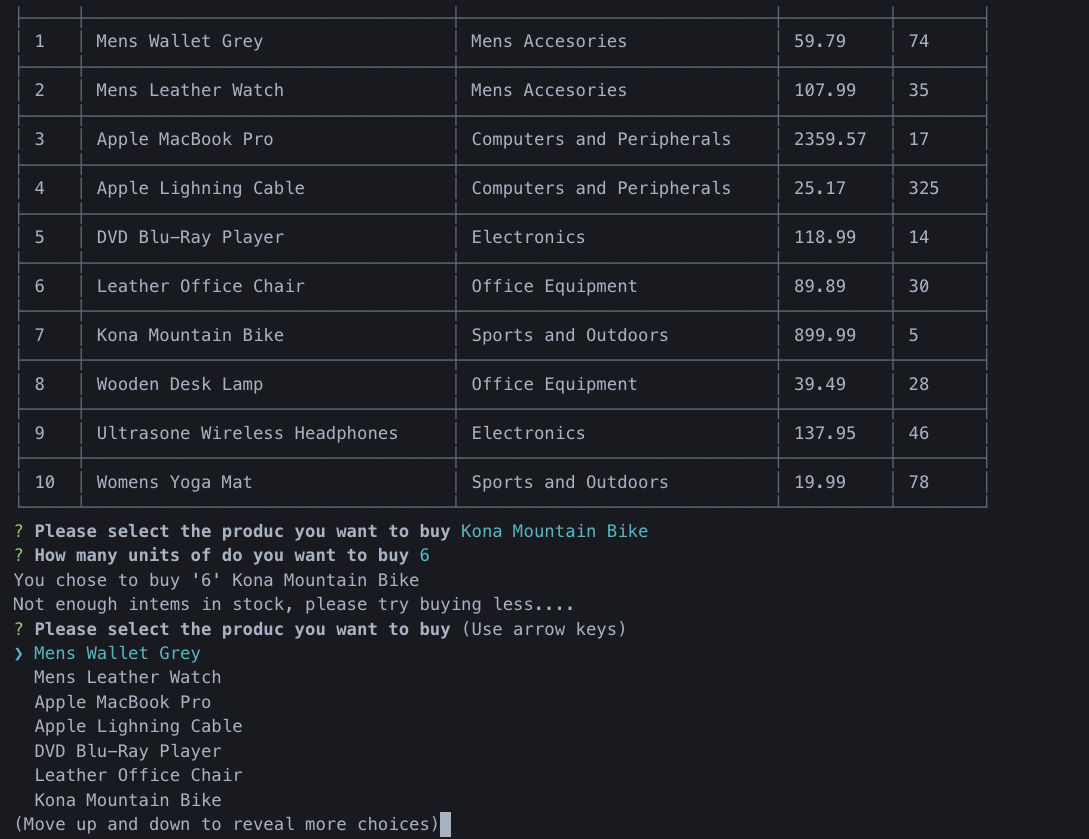 1 Mens Wallet Grey Mens Accesories 59.79 74
2 Mens Leather Watch Mens Accesories 107.99 35
3 Apple MacBook Pro Computers and Peripherals 2359.57 17
4 Apple Lighning Cable Computers and Peripherals 25.17 325
5 DVD Blu-Ray Player Electronics 118.99 14
6 Leather Office Chair Office Equipment 89.89 30
7 Kona Mountain Bike Sports and Outdoors 899.99 5
8 Wooden Desk Lamp Office Equipment 39.49 28
9 Ultrasone Wireless Headphones Electronics 137.95 46
10 Womens Yoga Mat Sports and Outdoors 19.99 78
? Please select the produc you want to buy Kona Mountain Bike
? How many units of do you want to buy 6
You chose to buy '6' Kona Mountain Bike
Not enough intems in stock, please try buying less....
? Please select the produc you want to buy (Use arrow keys)
❯ Mens Wallet Grey
Mens Leather Watch
Apple MacBook Pro
Apple Lighning Cable
DVD Blu-Ray Player
Leather Office Chair
Kona Mountain Bike
(Move up and down to reveal more choices)